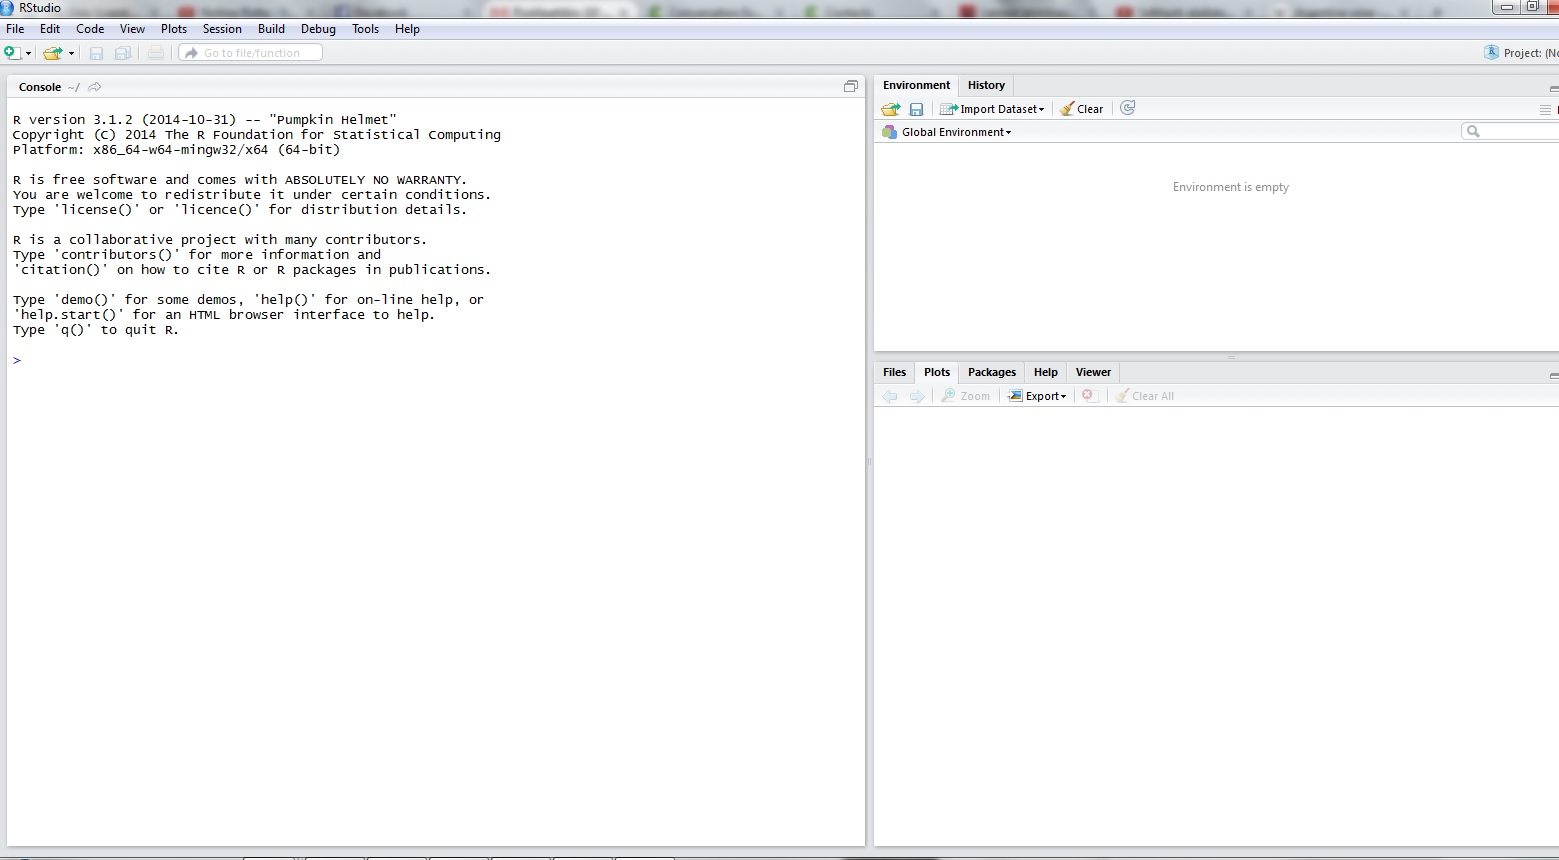 RStudio
File Edit Code View Plots Session Build Debug Tools Help
Go to file/function
Project: (No
Console ~/
R version 3.1.2 (2014-10-31) -- "Pumpkin Helmet"
Copyright (C) 2014 The R Foundation for Statistical Computing
Platform: x86_64-w64-mingw32/x64 (64-bit)
R is free software and comes with ABSOLUTELY NO WARRANTY.
You are welcome to redistribute it under certain conditions.
Type 'license()' or 'licence()' for distribution details.
R is a collaborative project with many contributors.
Type 'contributors()' for more information and
'citation()' on how to cite R or R packages in publications.
Type 'demo()' for some demos, 'help()' for on-line help, or
'help.start()' for an HTML browser interface to help.
Type 'q()' to quit R.
>
Environment History
Import Dataset Clear
Global Environment
Environment is empty
Files Plots Packages Help Viewer
Zoom Export Clear All